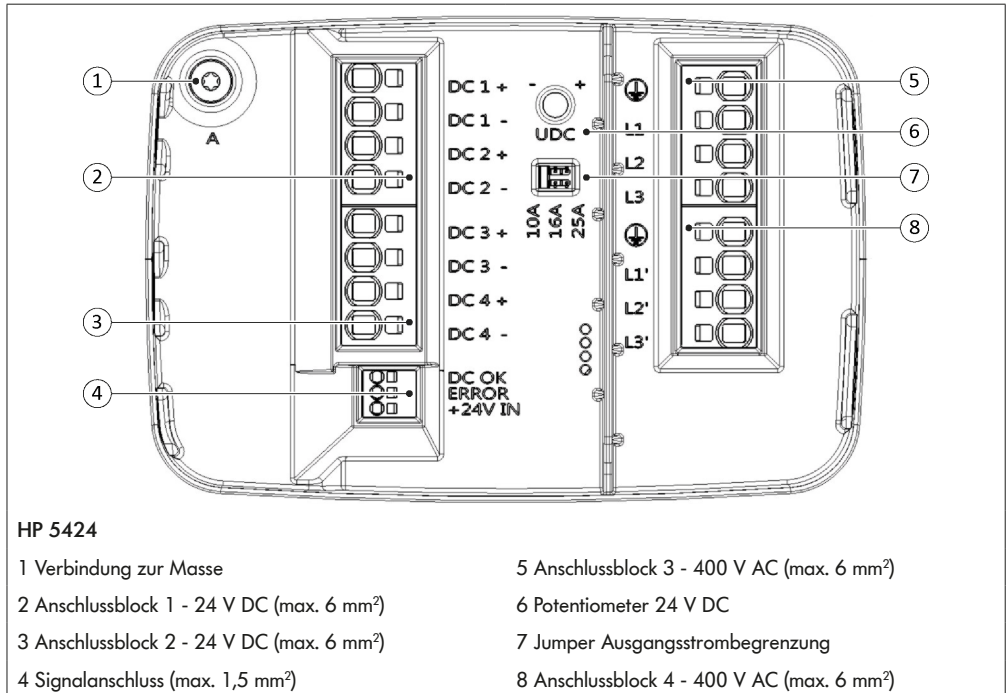 1
A
2
3
4
DC 1 +
DC 1 -
DC 2 +
DC 2 -
DC 3 +
DC 3 -
DC 4 +
DC 4 -
DC OK
ERROR
+24V IN
- +
UDC
10A
16A
25A
L1
L2
L3
L1'
L2'
L3'
5
6
7
8
HP 5424
1 Verbindung zur Masse
2 Anschlussblock 1 - 24 V DC (max. 6 mm²)
3 Anschlussblock 2 - 24 V DC (max. 6 mm²)
4 Signalanschluss (max. 1,5 mm²)
5 Anschlussblock 3 - 400 V AC (max. 6 mm²)
6 Potentiometer 24 V DC
7 Jumper Ausgangsstrombegrenzung
8 Anschlussblock 4 - 400 V AC (max. 6 mm²)